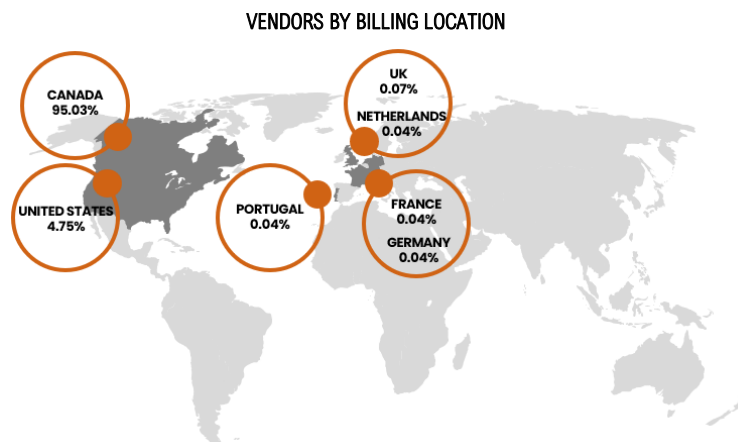 VENDORS BY BILLING LOCATION
CANADA
95.03%
UK
0.07%
NETHERLANDS
0.04%
UNITED STATES
4.75%
PORTUGAL
0.04%
FRANCE
0.04%
GERMANY
0.04%